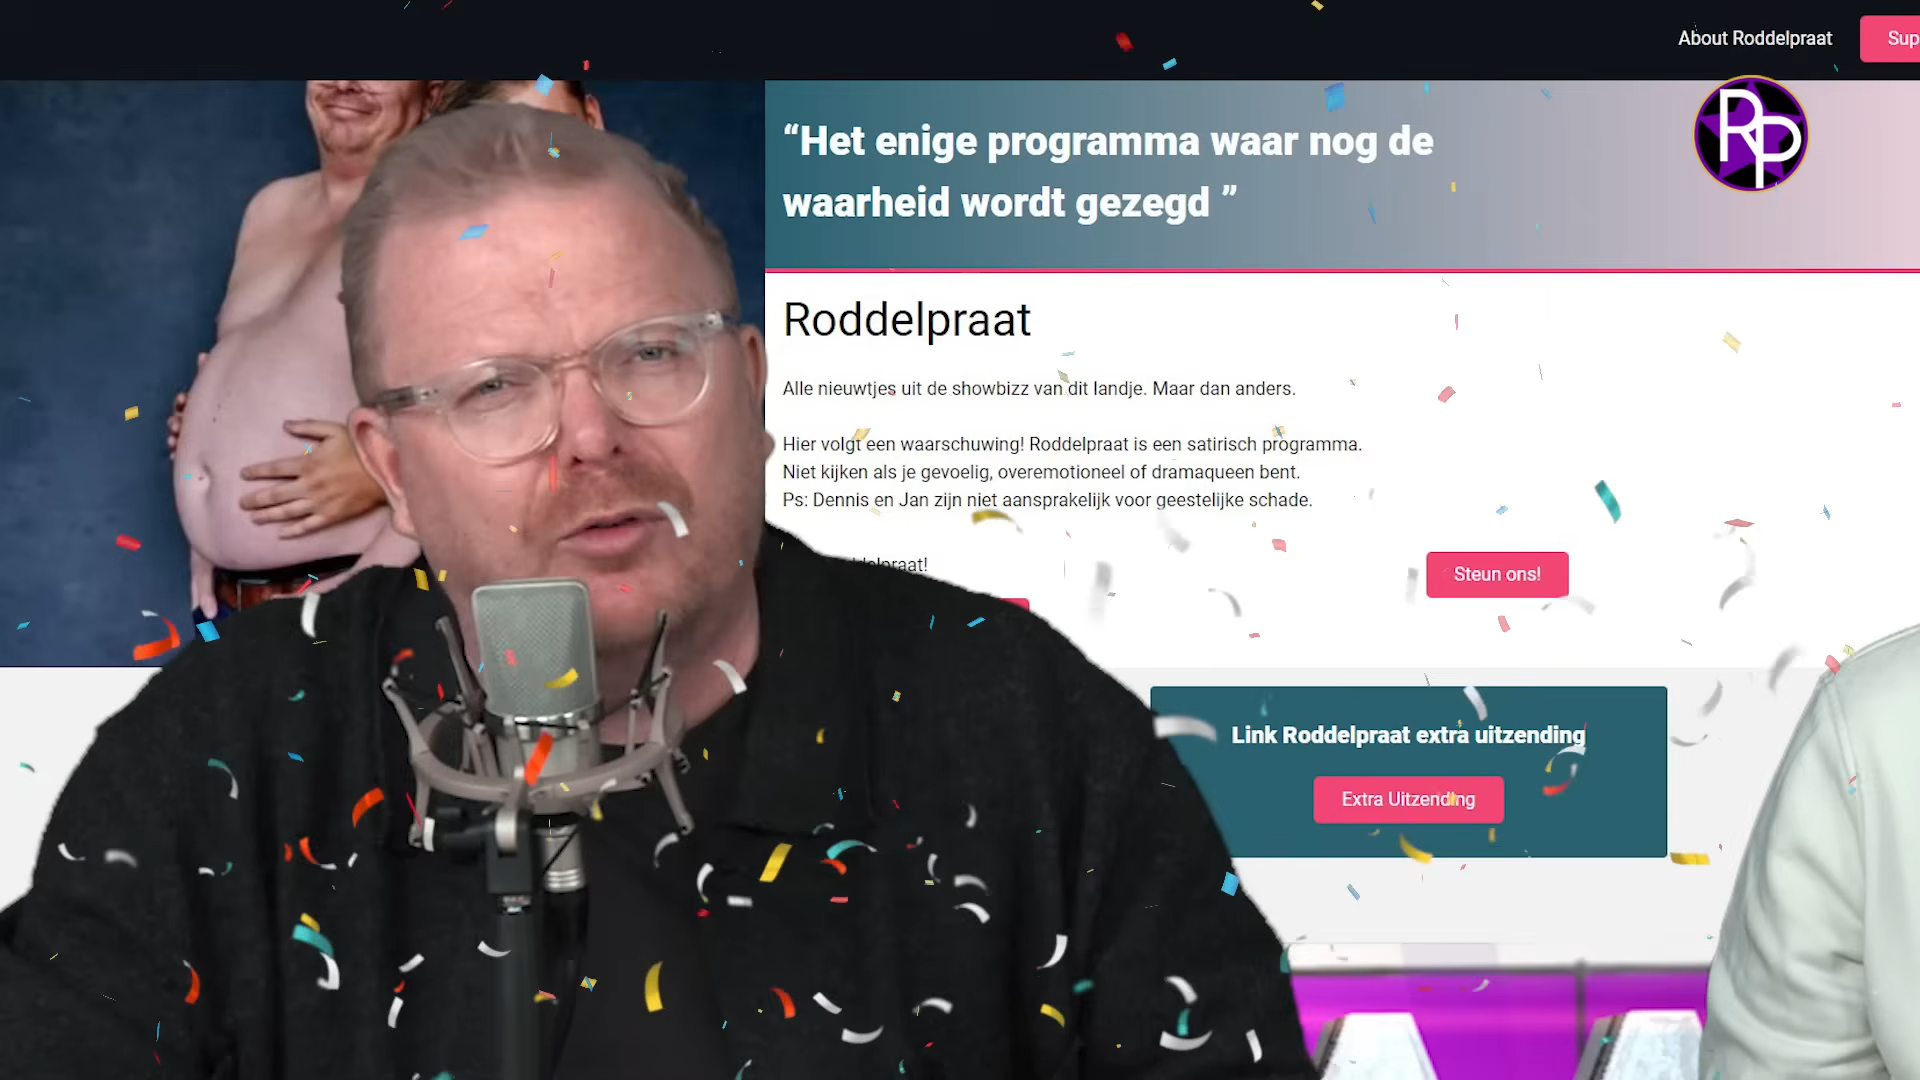 About Roddelpraat
Sup
RP
“Het enige programma waar nog de
waarheid wordt gezegd ”
Roddelpraat
Alle nieuwtjes uit de showbizz van dit landje. Maar dan anders.
Hier volgt een waarschuwing! Roddelpraat is een satirisch programma.
Niet kijken als je gevoelig, overemotioneel of dramaqueen bent.
Ps: Dennis en Jan zijn niet aansprakelijk voor geestelijke schade.
delpraat!
Steun ons!
Link Roddelpraat extra uitzending
Extra Uitzending